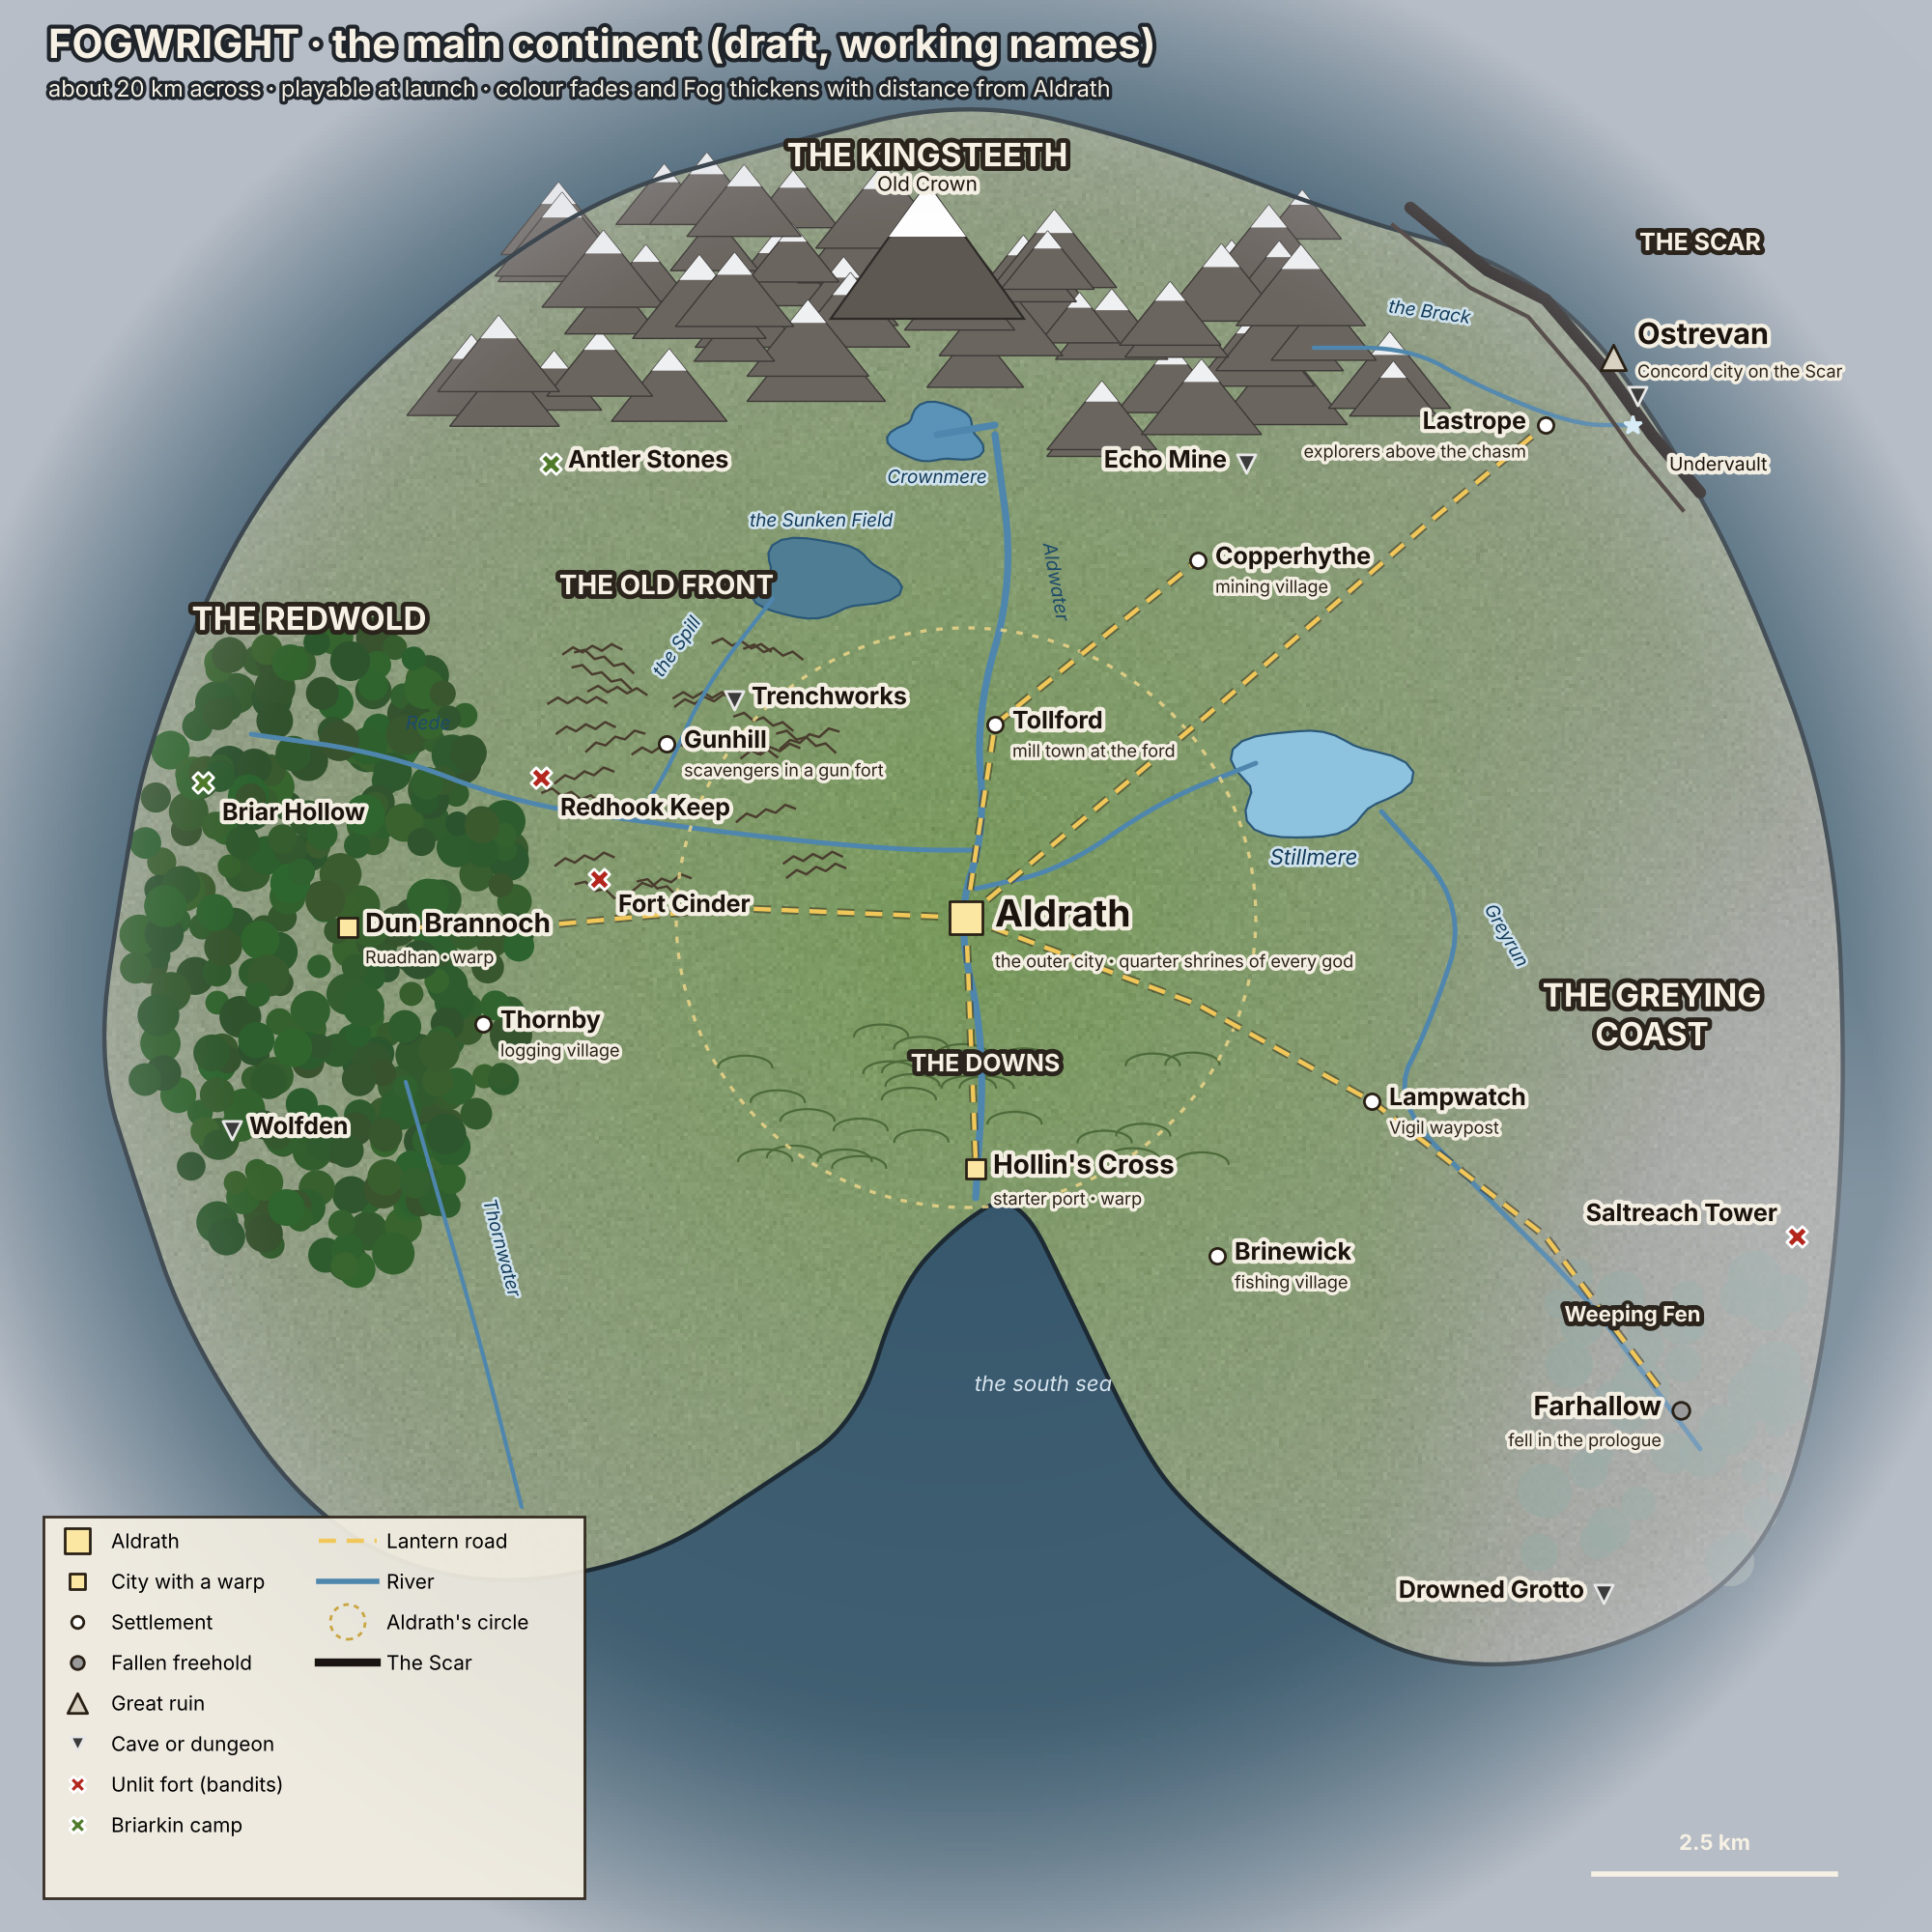 FOGWRIGHT · the main continent (draft, working names)
about 20 km across · playable at launch · colour fades and Fog thickens with distance from Aldrath
THE KINGSTEETH
Old Crown
THE SCAR
the Brack
Ostrevan
Concord city on the Scar
Lastrope
explorers above the chasm
Undervault
Antler Stones
Crownmere
Echo Mine
the Sunken Field
Aldwater
Copperhythe
mining village
THE OLD FRONT
THE REDWOLD
the Spill
Trenchworks
Rede
Tollford
mill town at the ford
Gunhill
scavengers in a gun fort
Briar Hollow
Redhook Keep
Stillmere
Fort Cinder
Dun Brannoch
Ruadhan · warp
Aldrath
the outer city · quarter shrines of every god
Greyrun
THE GREYING
COAST
Thornby
logging village
THE DOWNS
Lampwatch
Vigil waypost
Wolfden
Hollin's Cross
starter port · warp
Thornwater
Saltreach Tower
Brinewick
fishing village
Weeping Fen
the south sea
Farhallow
fell in the prologue
Drowned Grotto
Aldrath
City with a warp
Settlement
Fallen freehold
Great ruin
Cave or dungeon
Unlit fort (bandits)
Briarkin camp
Lantern road
River
Aldrath's circle
The Scar
2.5 km